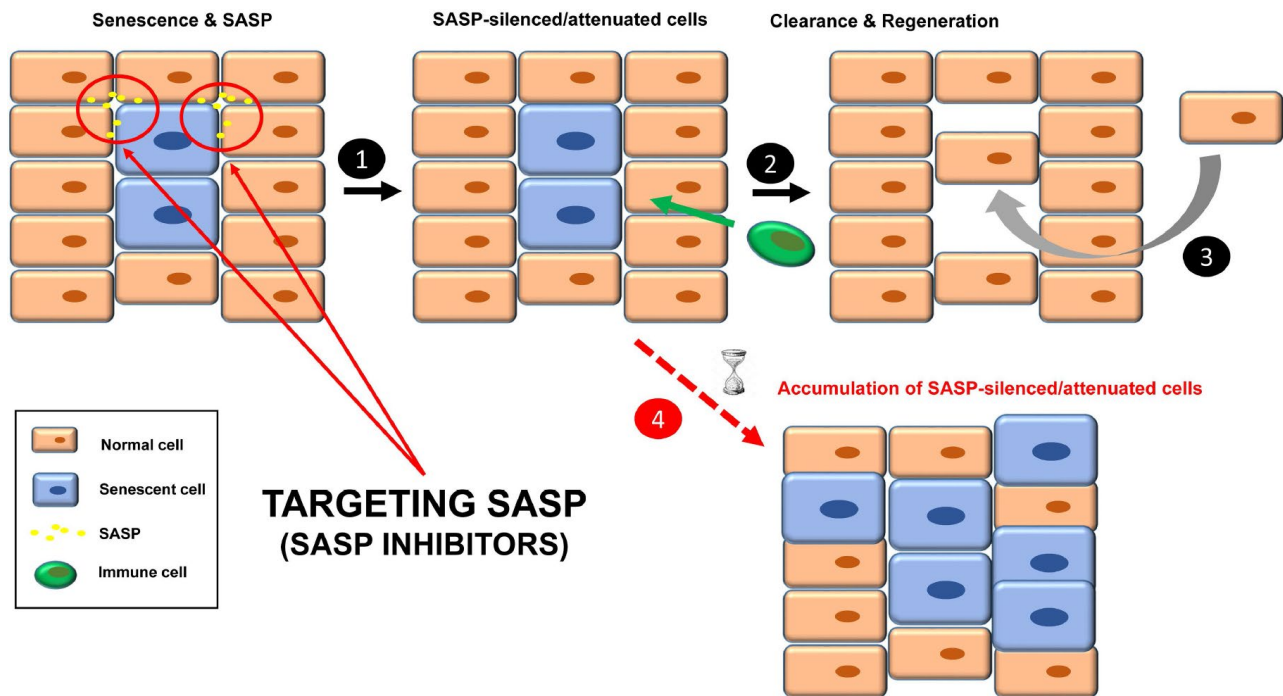 Senescence & SASP
SASP-silenced/attenuated cells
Clearance & Regeneration
1
2
3
4
Accumulation of SASP-silenced/attenuated cells
Normal cell
Senescent cell
SASP
Immune cell
TARGETING SASP
(SASP INHIBITORS)